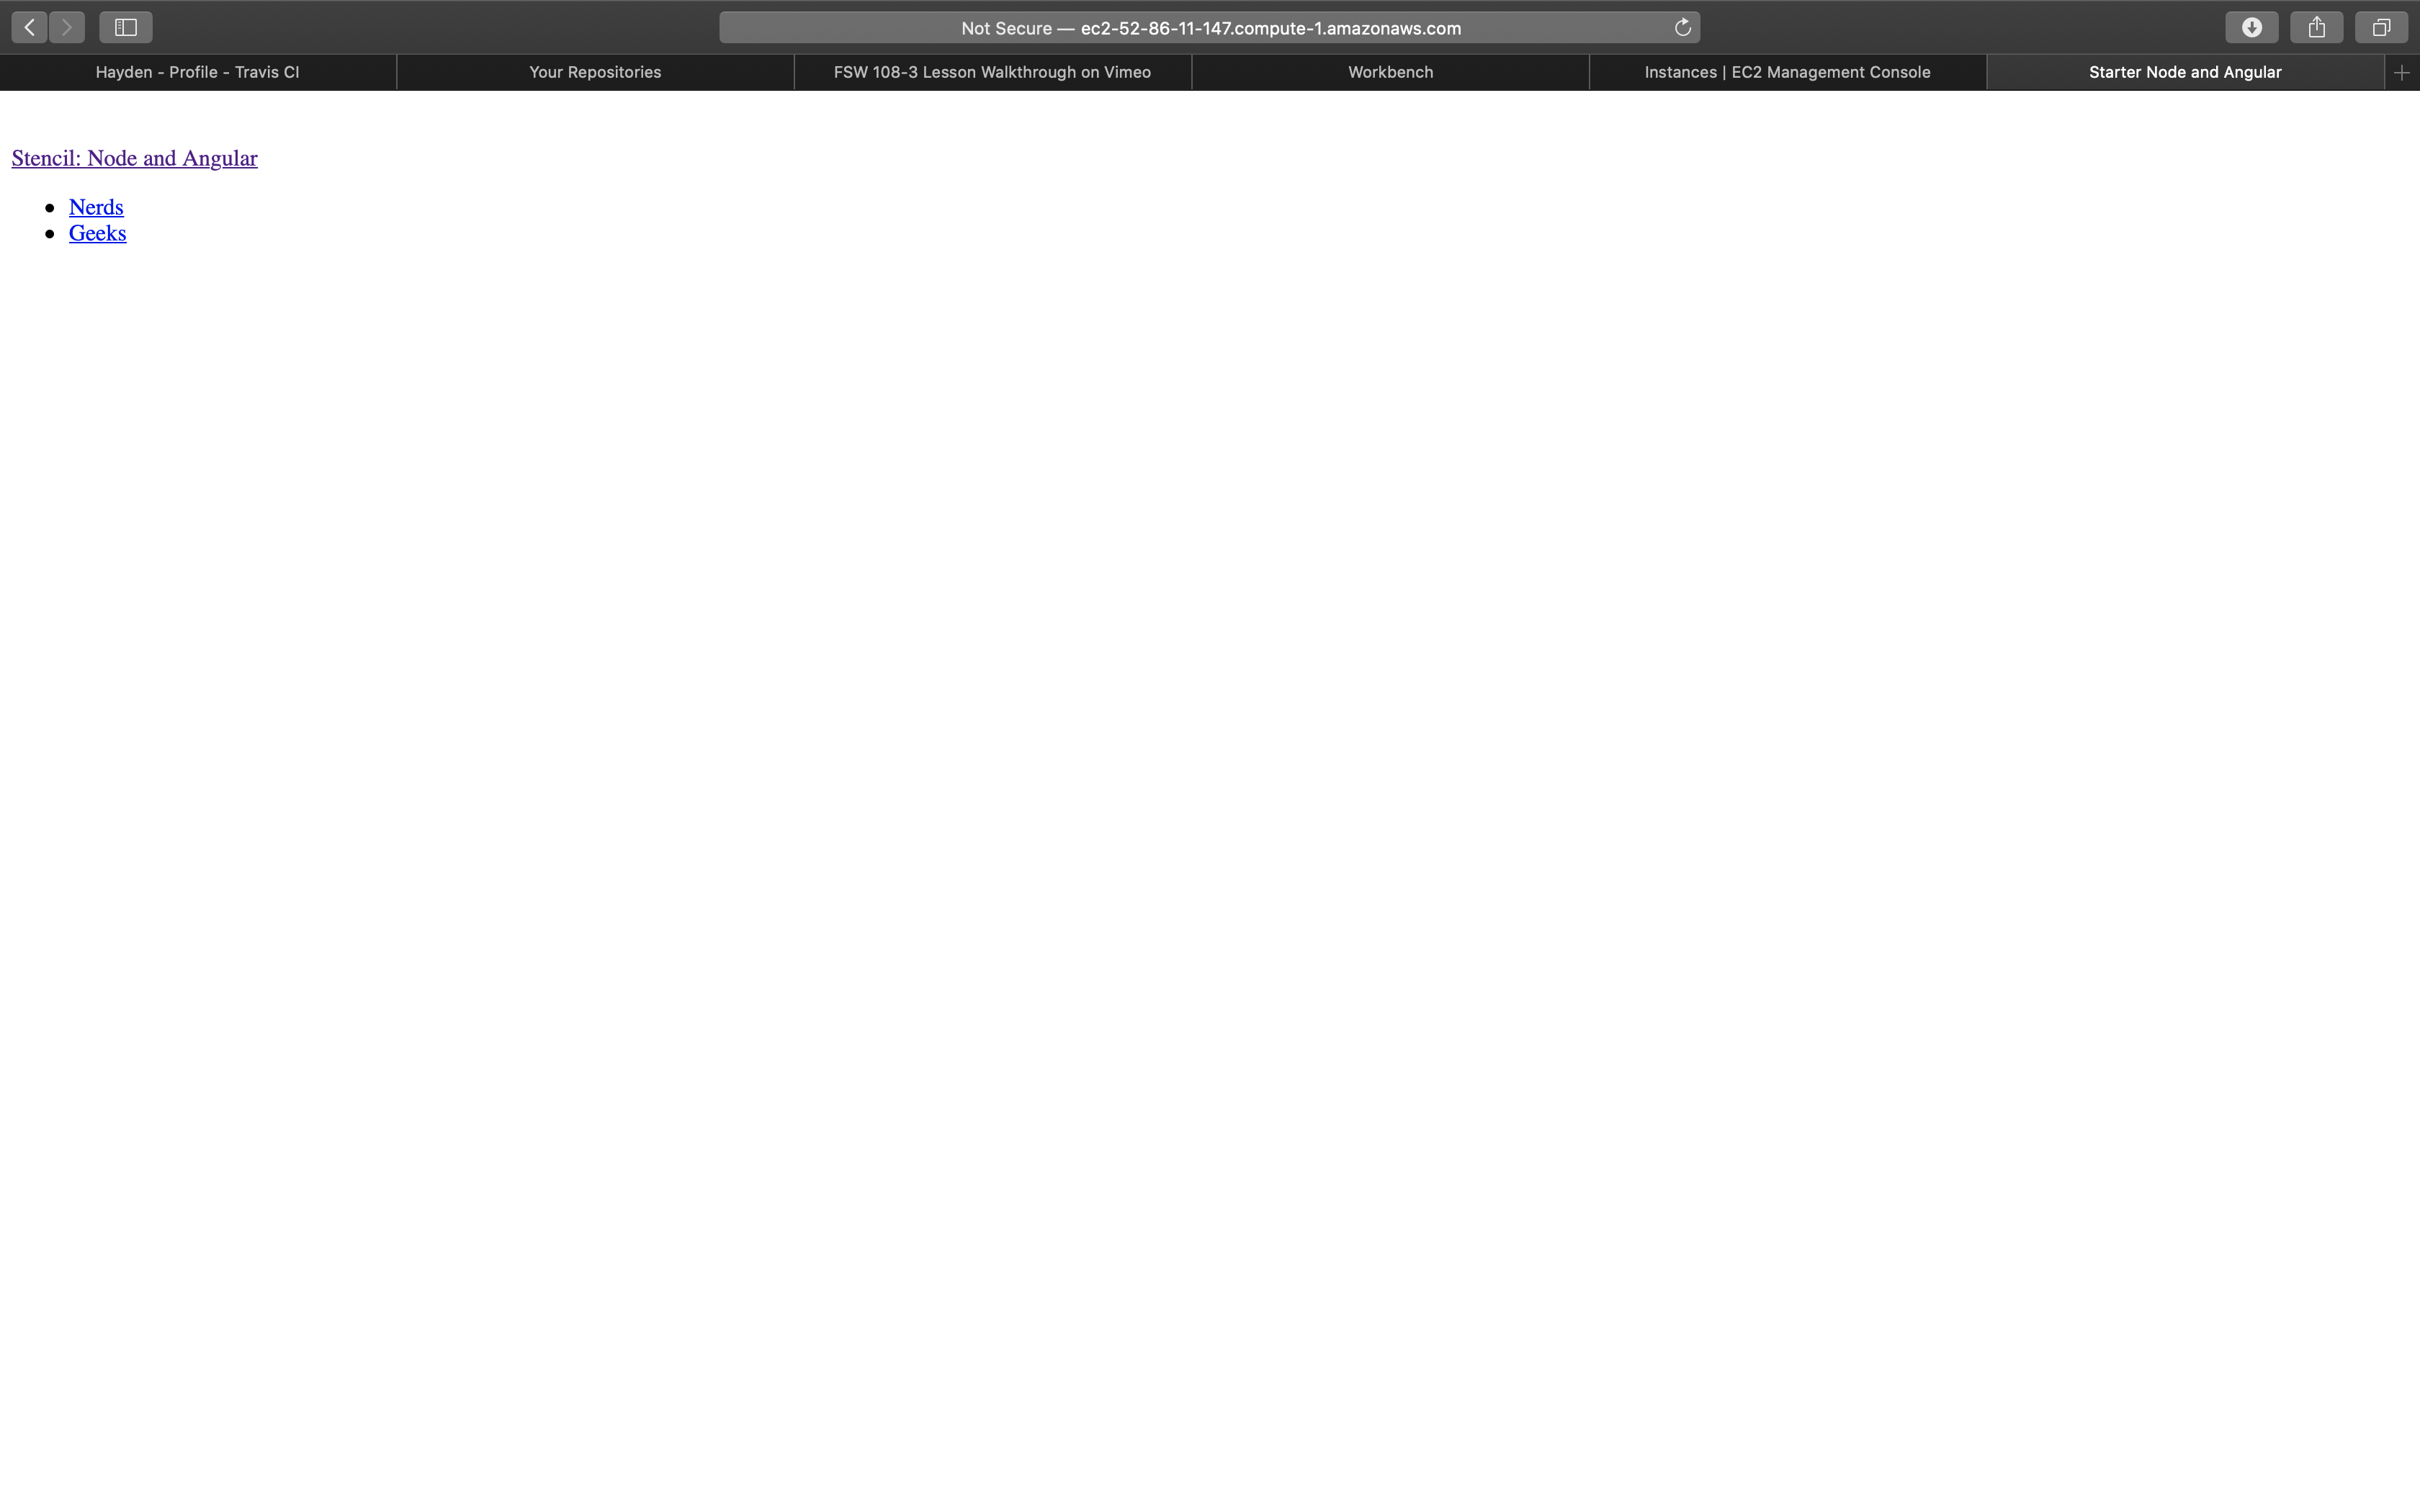 Not Secure — ec2-52-86-11-147.compute-1.amazonaws.com
Hayden - Profile - Travis CI
Your Repositories
FSW 108-3 Lesson Walkthrough on Vimeo
Workbench
Instances | EC2 Management Console
Starter Node and Angular
Stencil: Node and Angular
Nerds
Geeks